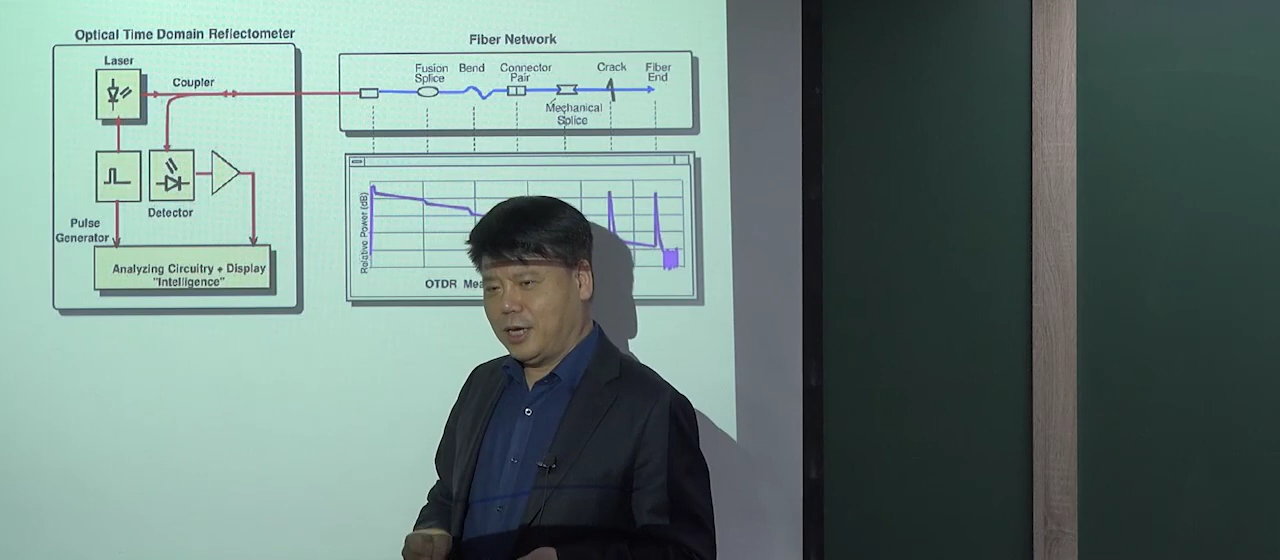 Optical Time Domain Reflectometer
Laser
Coupler
Detector
Pulse
Generator
Analyzing Circuitry + Display
"Intelligence"
Fiber Network
Fusion
Splice
Bend
Connector
Pair
Mechanical
Splice
Crack
Fiber
End
Relative Power (dB)
OTDR